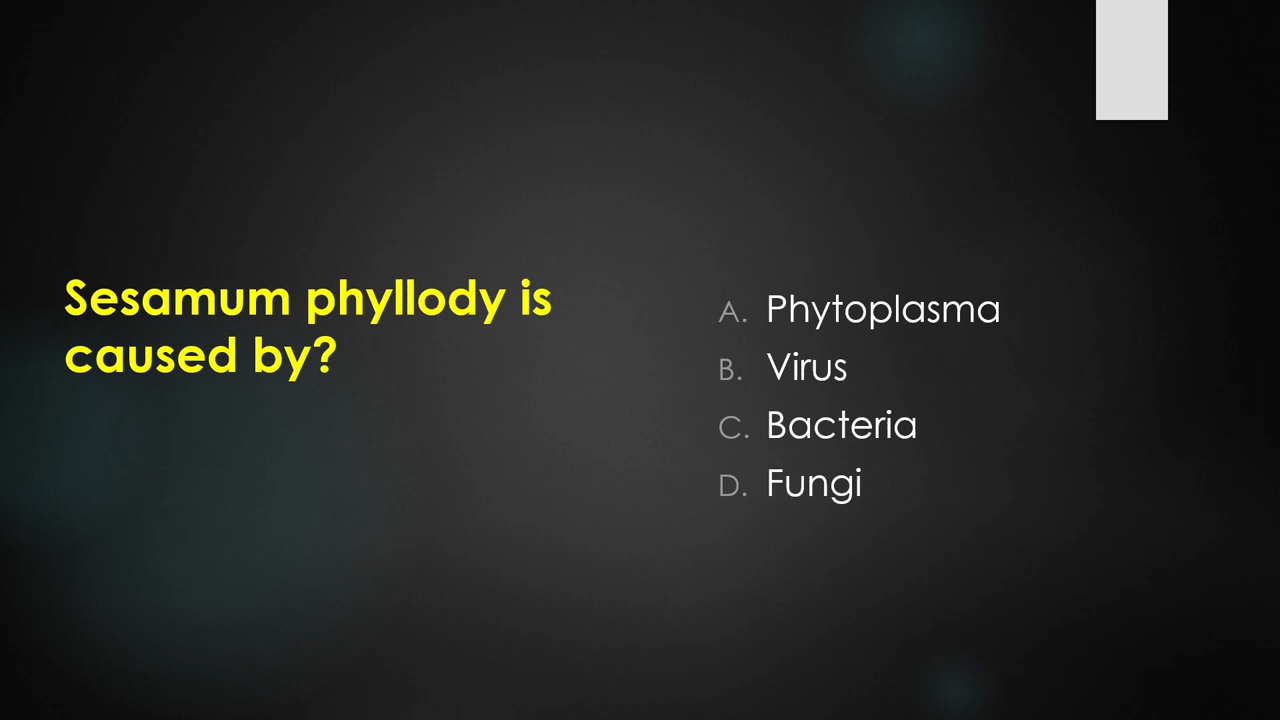 Sesamum phyllody is
caused by?
A. Phytoplasma
B. Virus
C. Bacteria
D. Fungi